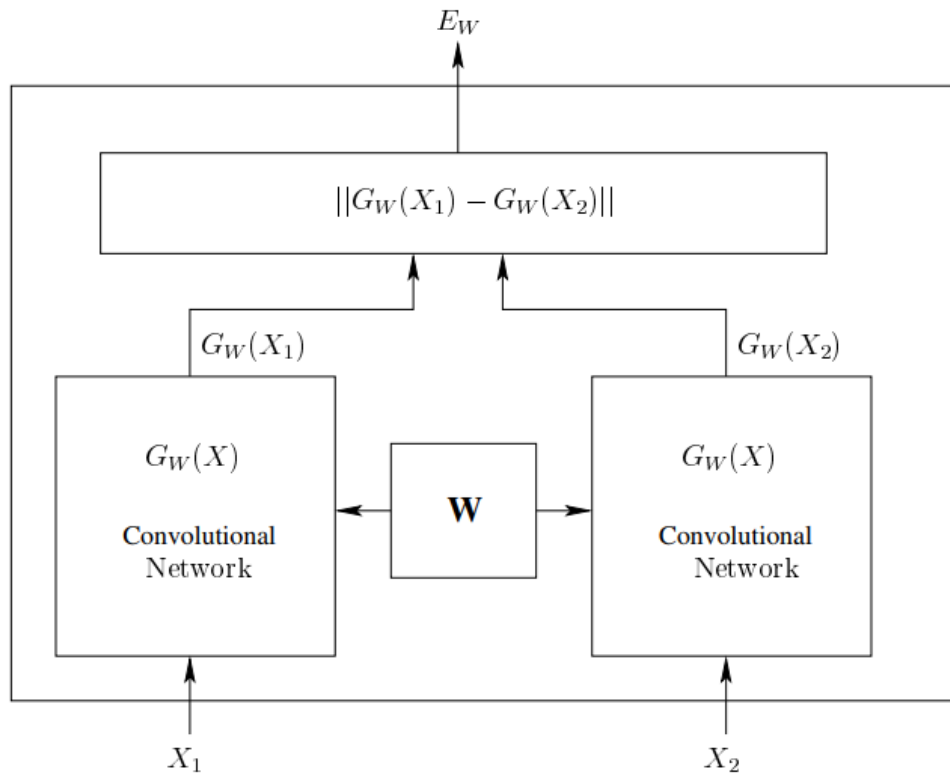 E_W
||G_W(X_1) − G_W(X_2)||
G_W(X_1)
G_W(X_2)
G_W(X)
Convolutional
Network
W
G_W(X)
Convolutional
Network
X_1
X_2